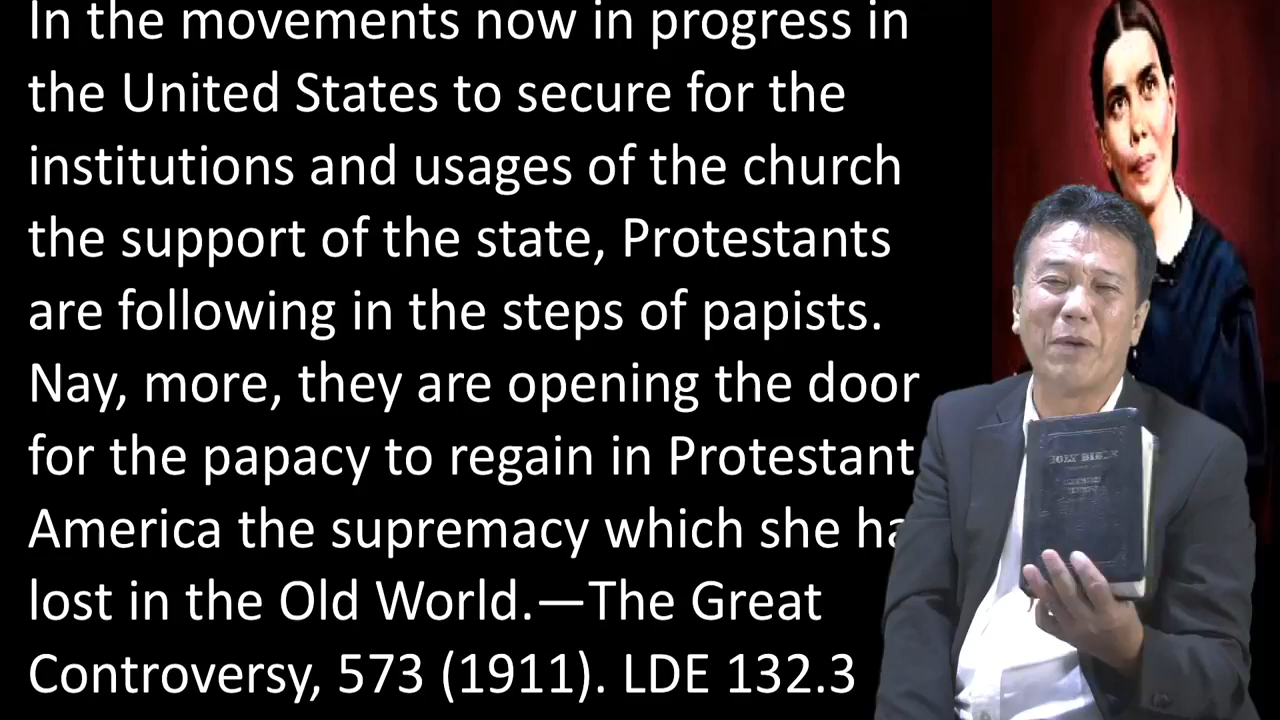 In the movements now in progress in
the United States to secure for the
institutions and usages of the church
the support of the state, Protestants
are following in the steps of papists.
Nay, more, they are opening the door
for the papacy to regain in Protestant
America the supremacy which she ha
lost in the Old World.—The Great
Controversy, 573 (1911). LDE 132.3
HOLY BIBLE